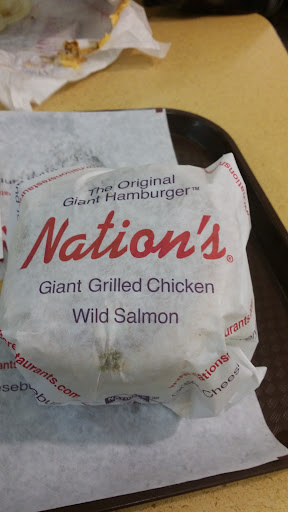 The Original
Giant Hamburger™
Nation's®
Giant Grilled Chicken
Wild Salmon